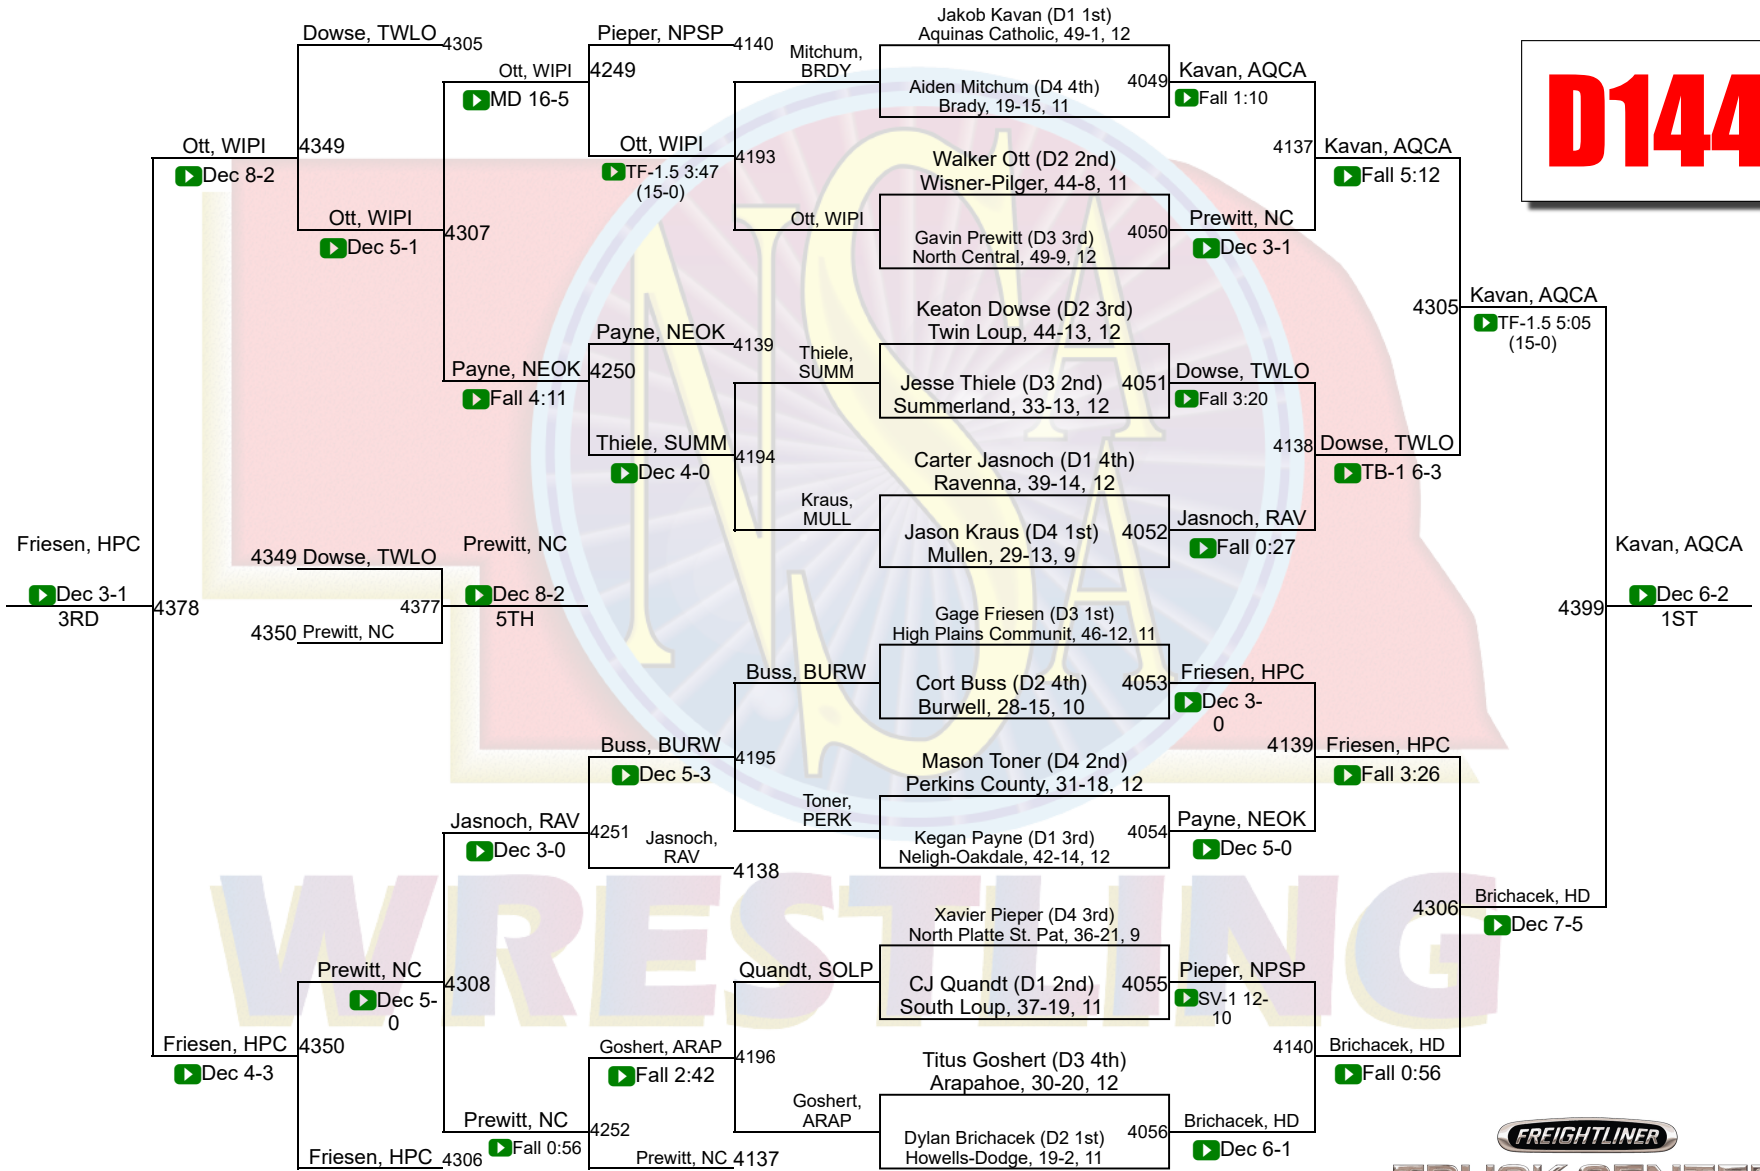 D144
Jakob Kavan (D1 1st)
Aquinas Catholic, 49-1, 12
Aiden Mitchum (D4 4th)
Brady, 19-15, 11
4049
Walker Ott (D2 2nd)
Wisner-Pilger, 44-8, 11
Gavin Prewitt (D3 3rd)
North Central, 49-9, 12
4050
Keaton Dowse (D2 3rd)
Twin Loup, 44-13, 12
Jesse Thiele (D3 2nd)
Summerland, 33-13, 12
4051
Carter Jasnoch (D1 4th)
Ravenna, 39-14, 12
Jason Kraus (D4 1st)
Mullen, 29-13, 9
4052
Gage Friesen (D3 1st)
High Plains Communit, 46-12, 11
Cort Buss (D2 4th)
Burwell, 28-15, 10
4053
Mason Toner (D4 2nd)
Perkins County, 31-18, 12
Kegan Payne (D1 3rd)
Neligh-Oakdale, 42-14, 12
4054
Xavier Pieper (D4 3rd)
North Platte St. Pat, 36-21, 9
CJ Quandt (D1 2nd)
South Loup, 37-19, 11
4055
Titus Goshert (D3 4th)
Arapahoe, 30-20, 12
Dylan Brichacek (D2 1st)
Howells-Dodge, 19-2, 11
4056
Kavan, AQCA
Fall 1:10
4137
Prewitt, NC
Dec 3-1
Dowse, TWLO
Fall 3:20
4138
Jasnoch, RAV
Fall 0:27
Friesen, HPC
Dec 3-
0
4139
Payne, NEOK
Dec 5-0
Pieper, NPSP
SV-1 12-
10
4140
Brichacek, HD
Dec 6-1
Kavan, AQCA
Fall 5:12
4305
Dowse, TWLO
TB-1 6-3
Friesen, HPC
Fall 3:26
4306
Brichacek, HD
Fall 0:56
Kavan, AQCA
TF-1.5 5:05
(15-0)
4399
Brichacek, HD
Dec 7-5
Kavan, AQCA
Dec 6-2
1ST
Mitchum,
BRDY
4193
Ott, WIPI
Thiele,
SUMM
4194
Kraus,
MULL
Buss, BURW
4195
Toner,
PERK
Quandt, SOLP
4196
Goshert,
ARAP
Pieper, NPSP
4140
4249
Ott, WIPI
TF-1.5 3:47
(15-0)
Payne, NEOK
4139
4250
Thiele, SUMM
Dec 4-0
Buss, BURW
Dec 5-3
4251
Jasnoch,
RAV
4138
Goshert, ARAP
Fall 2:42
4252
Prewitt, NC
4137
Ott, WIPI
MD 16-5
4307
Payne, NEOK
Fall 4:11
Jasnoch, RAV
Dec 3-0
4308
Prewitt, NC
Fall 0:56
Dowse, TWLO
4305
4349
Ott, WIPI
Dec 5-1
Prewitt, NC
Dec 5-
0
4350
Friesen, HPC
4306
Ott, WIPI
Dec 8-2
4378
Friesen, HPC
Dec 4-3
Friesen, HPC
Dec 3-1
3RD
4349 Dowse, TWLO
4377
4350 Prewitt, NC
Prewitt, NC
Dec 8-2
5TH
NSAA
WRESTLING
FREIGHTLINER